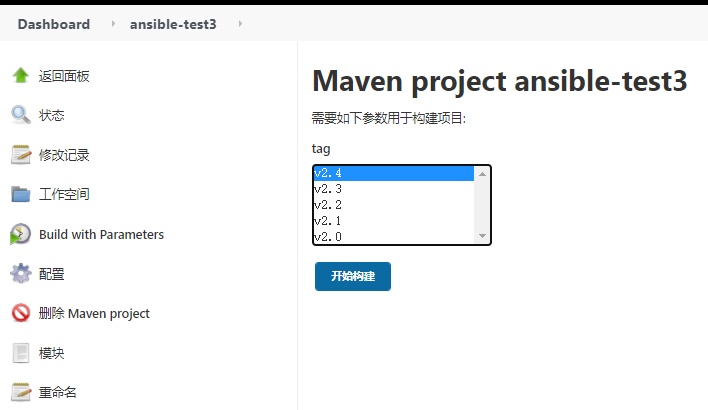 Dashboard
ansible-test3
返回面板
状态
修改记录
工作空间
Build with Parameters
配置
删除 Maven project
模块
重命名
Maven project ansible-test3
需要如下参数用于构建项目:
tag
v2.4
v2.3
v2.2
v2.1
v2.0
开始构建